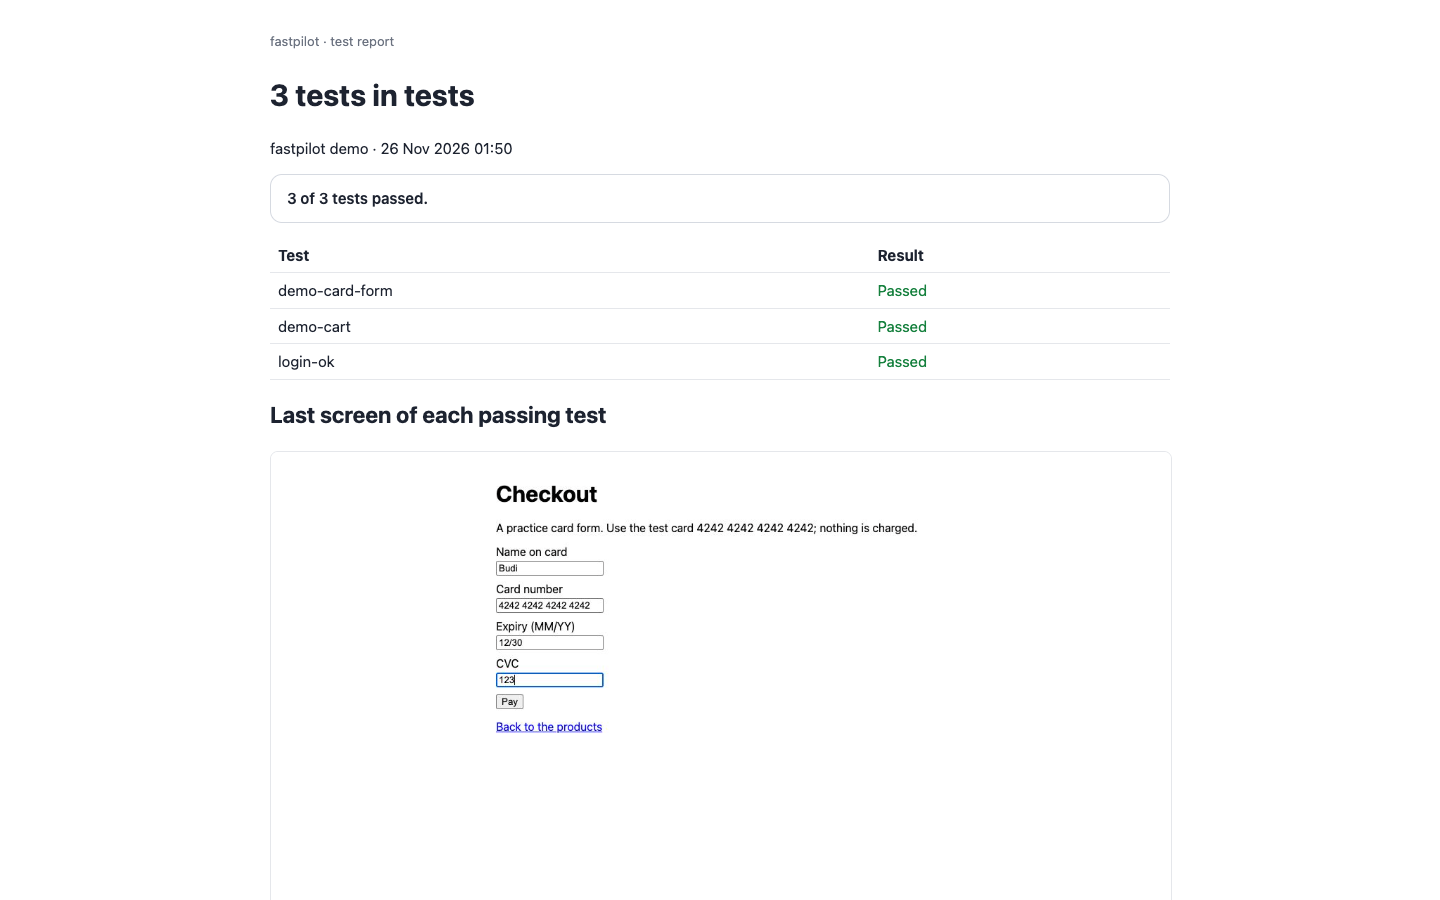 fastpilot · test report
3 tests in tests
fastpilot demo · 26 Nov 2026 01:50
3 of 3 tests passed.
Test Result
demo-card-form Passed
demo-cart Passed
login-ok Passed
Last screen of each passing test
Checkout
A practice card form. Use the test card 4242 4242 4242 4242; nothing is charged.
Name on card
Budi
Card number
4242 4242 4242 4242
Expiry (MM/YY)
12/30
CVC
123
Pay
Back to the products